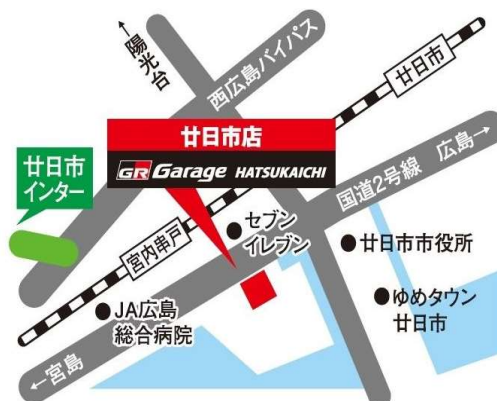 ↑
陽光台
西広島バイパス
廿日市
廿日市店
GR Garage HATSUKAICHI
廿日市
インター
国道2号線 広島→
セブン
イレブン
宮内串戸
廿日市市役所
JA広島
総合病院
ゆめタウン
廿日市
←宮島